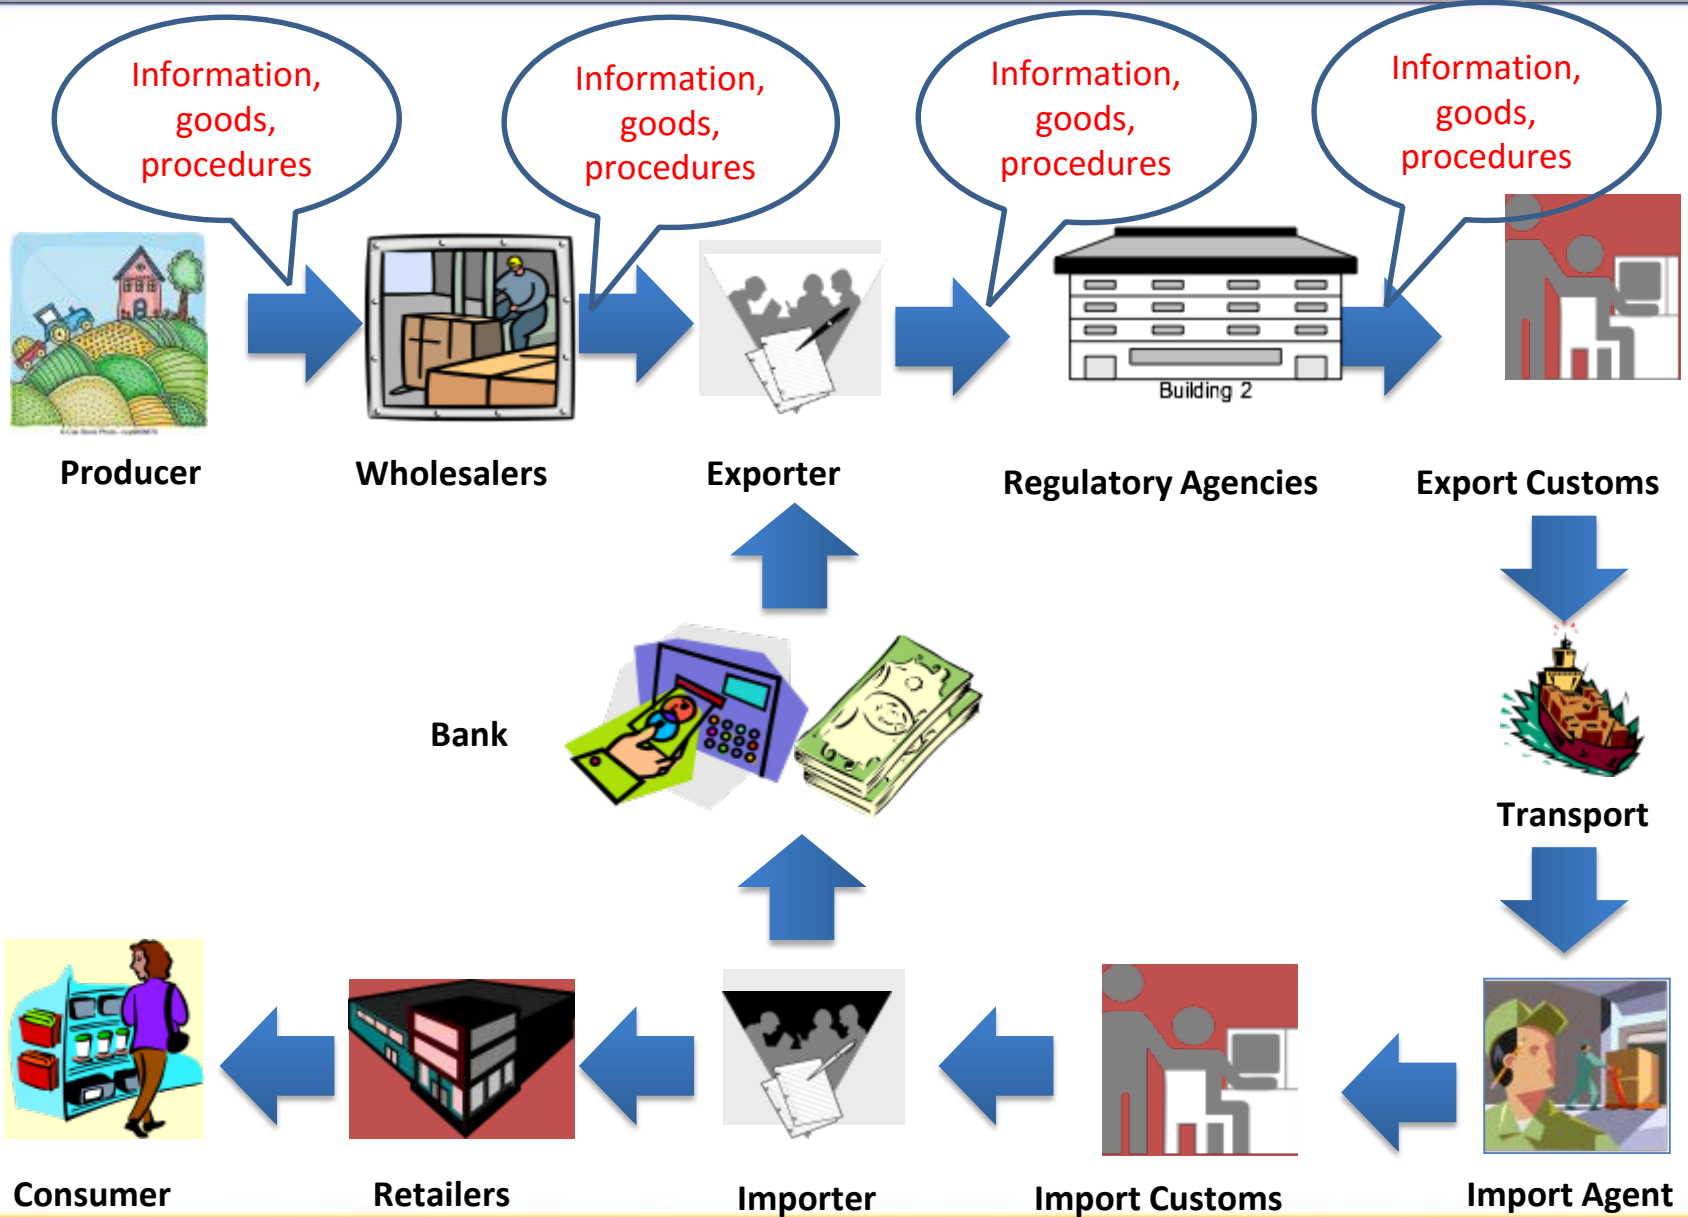 Information,
goods,
procedures
Information,
goods,
procedures
Information,
goods,
procedures
Information,
goods,
procedures
Building 2
Producer
Wholesalers
Exporter
Regulatory Agencies
Export Customs
Bank
Transport
Consumer
Retailers
Importer
Import Customs
Import Agent